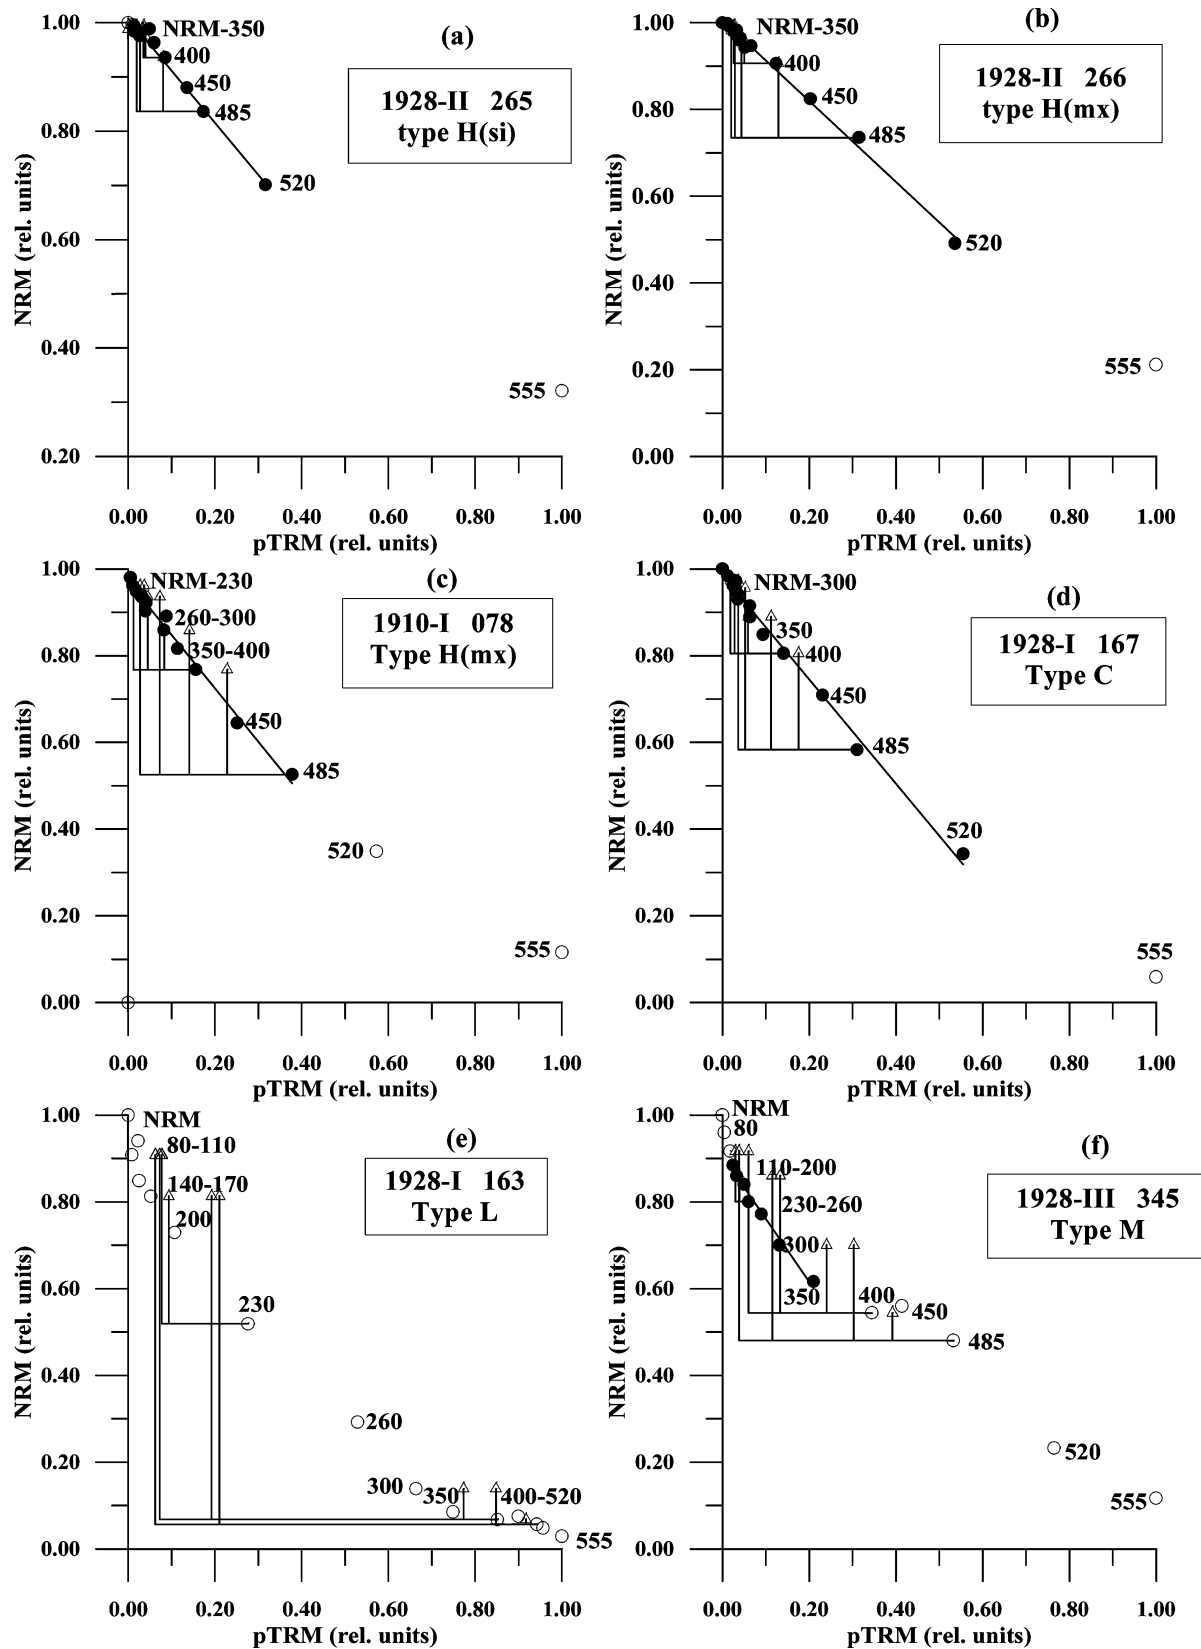 (a)
1928-II 265
type H(si)
NRM-350
400
450
485
520
555
1.00
0.80
0.60
0.40
0.20
NRM (rel. units)
0.00 0.20 0.40 0.60 0.80 1.00
pTRM (rel. units)
(b)
1928-II 266
type H(mx)
NRM-350
400
450
485
520
555
1.00
0.80
0.60
0.40
0.20
0.00
NRM (rel. units)
0.00 0.20 0.40 0.60 0.80 1.00
pTRM (rel. units)
(c)
1910-I 078
Type H(mx)
NRM-230
260-300
350-400
450
485
520
555
1.00
0.80
0.60
0.40
0.20
0.00
NRM (rel. units)
0.00 0.20 0.40 0.60 0.80 1.00
pTRM (rel. units)
(d)
1928-I 167
Type C
NRM-300
350
400
450
485
520
555
1.00
0.80
0.60
0.40
0.20
0.00
NRM (rel. units)
0.00 0.20 0.40 0.60 0.80 1.00
pTRM (rel. units)
(e)
1928-I 163
Type L
NRM
80-110
140-170
200
230
260
300
350
400-520
555
1.00
0.80
0.60
0.40
0.20
0.00
NRM (rel. units)
0.00 0.20 0.40 0.60 0.80 1.00
pTRM (rel. units)
(f)
1928-III 345
Type M
NRM
80
110-200
230-260
300
350
400
450
485
520
555
1.00
0.80
0.60
0.40
0.20
0.00
NRM (rel. units)
0.00 0.20 0.40 0.60 0.80 1.00
pTRM (rel. units)